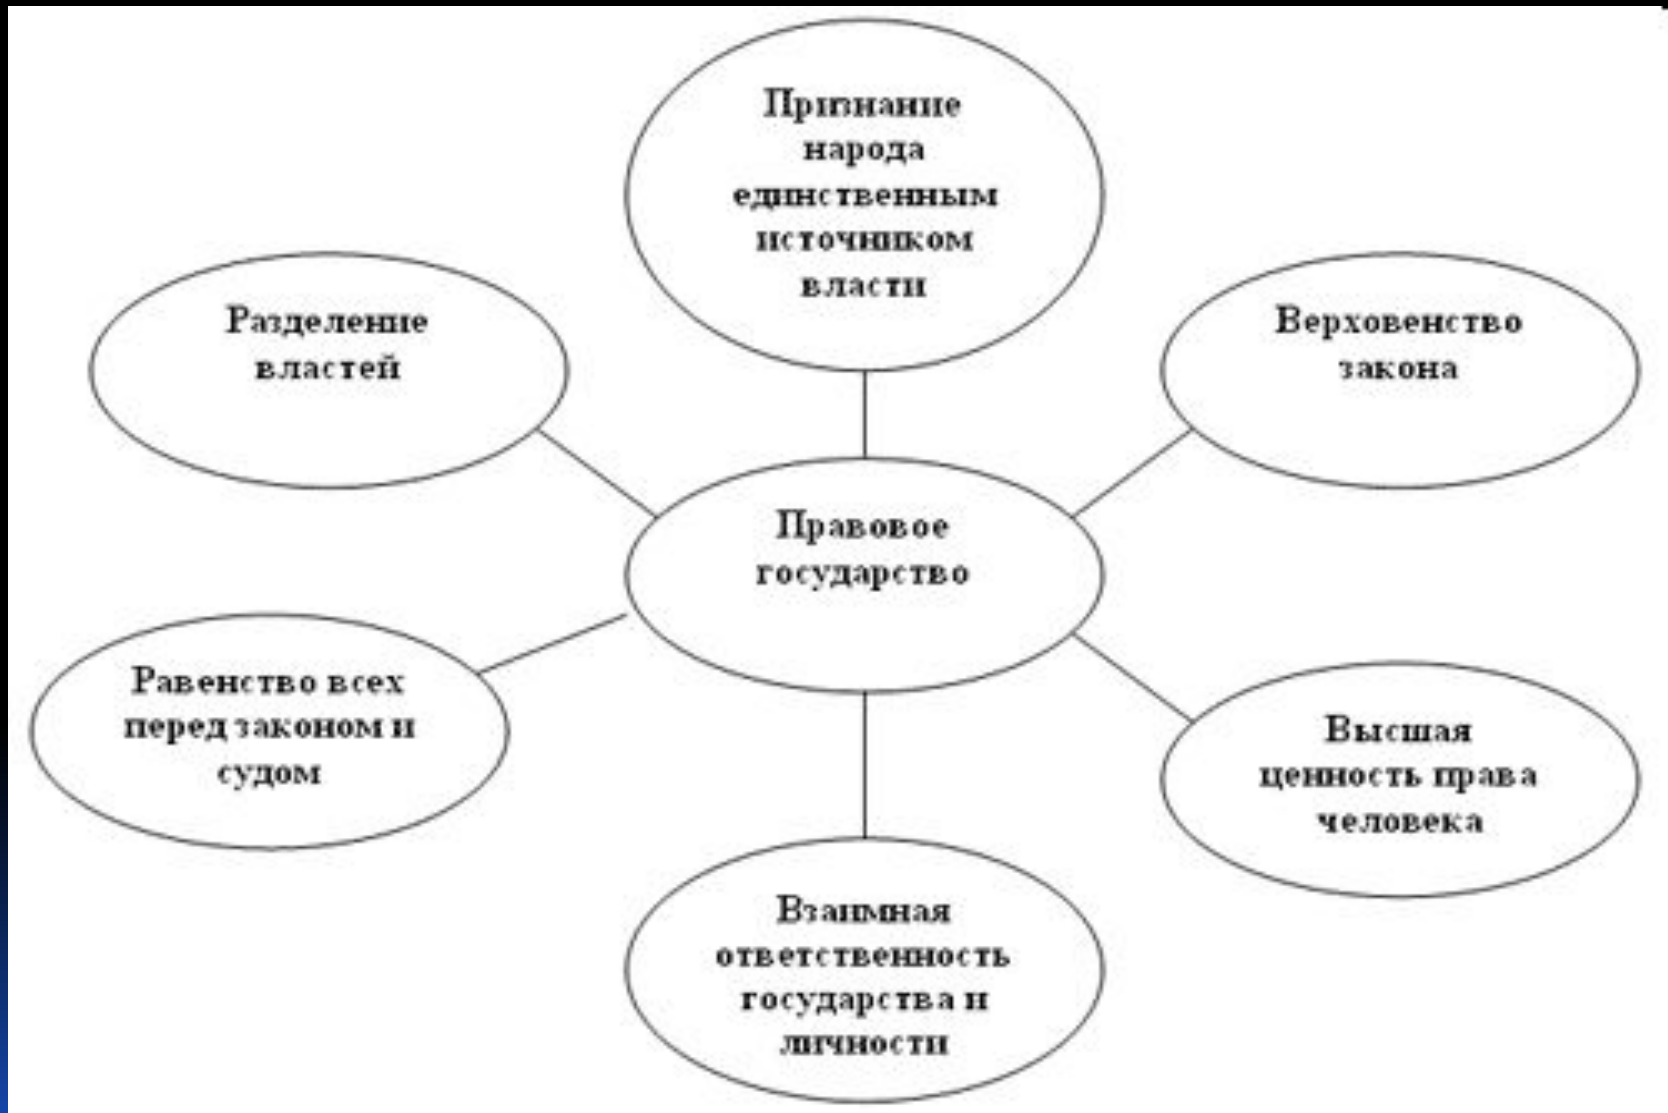 Признание
народа
единственным
источником
власти
Разделение
властей
Верховенство
закона
Правовое
государство
Равенство всех
перед законом и
судом
Высшая
ценность права
человека
Взаимная
ответственность
государства и
личности